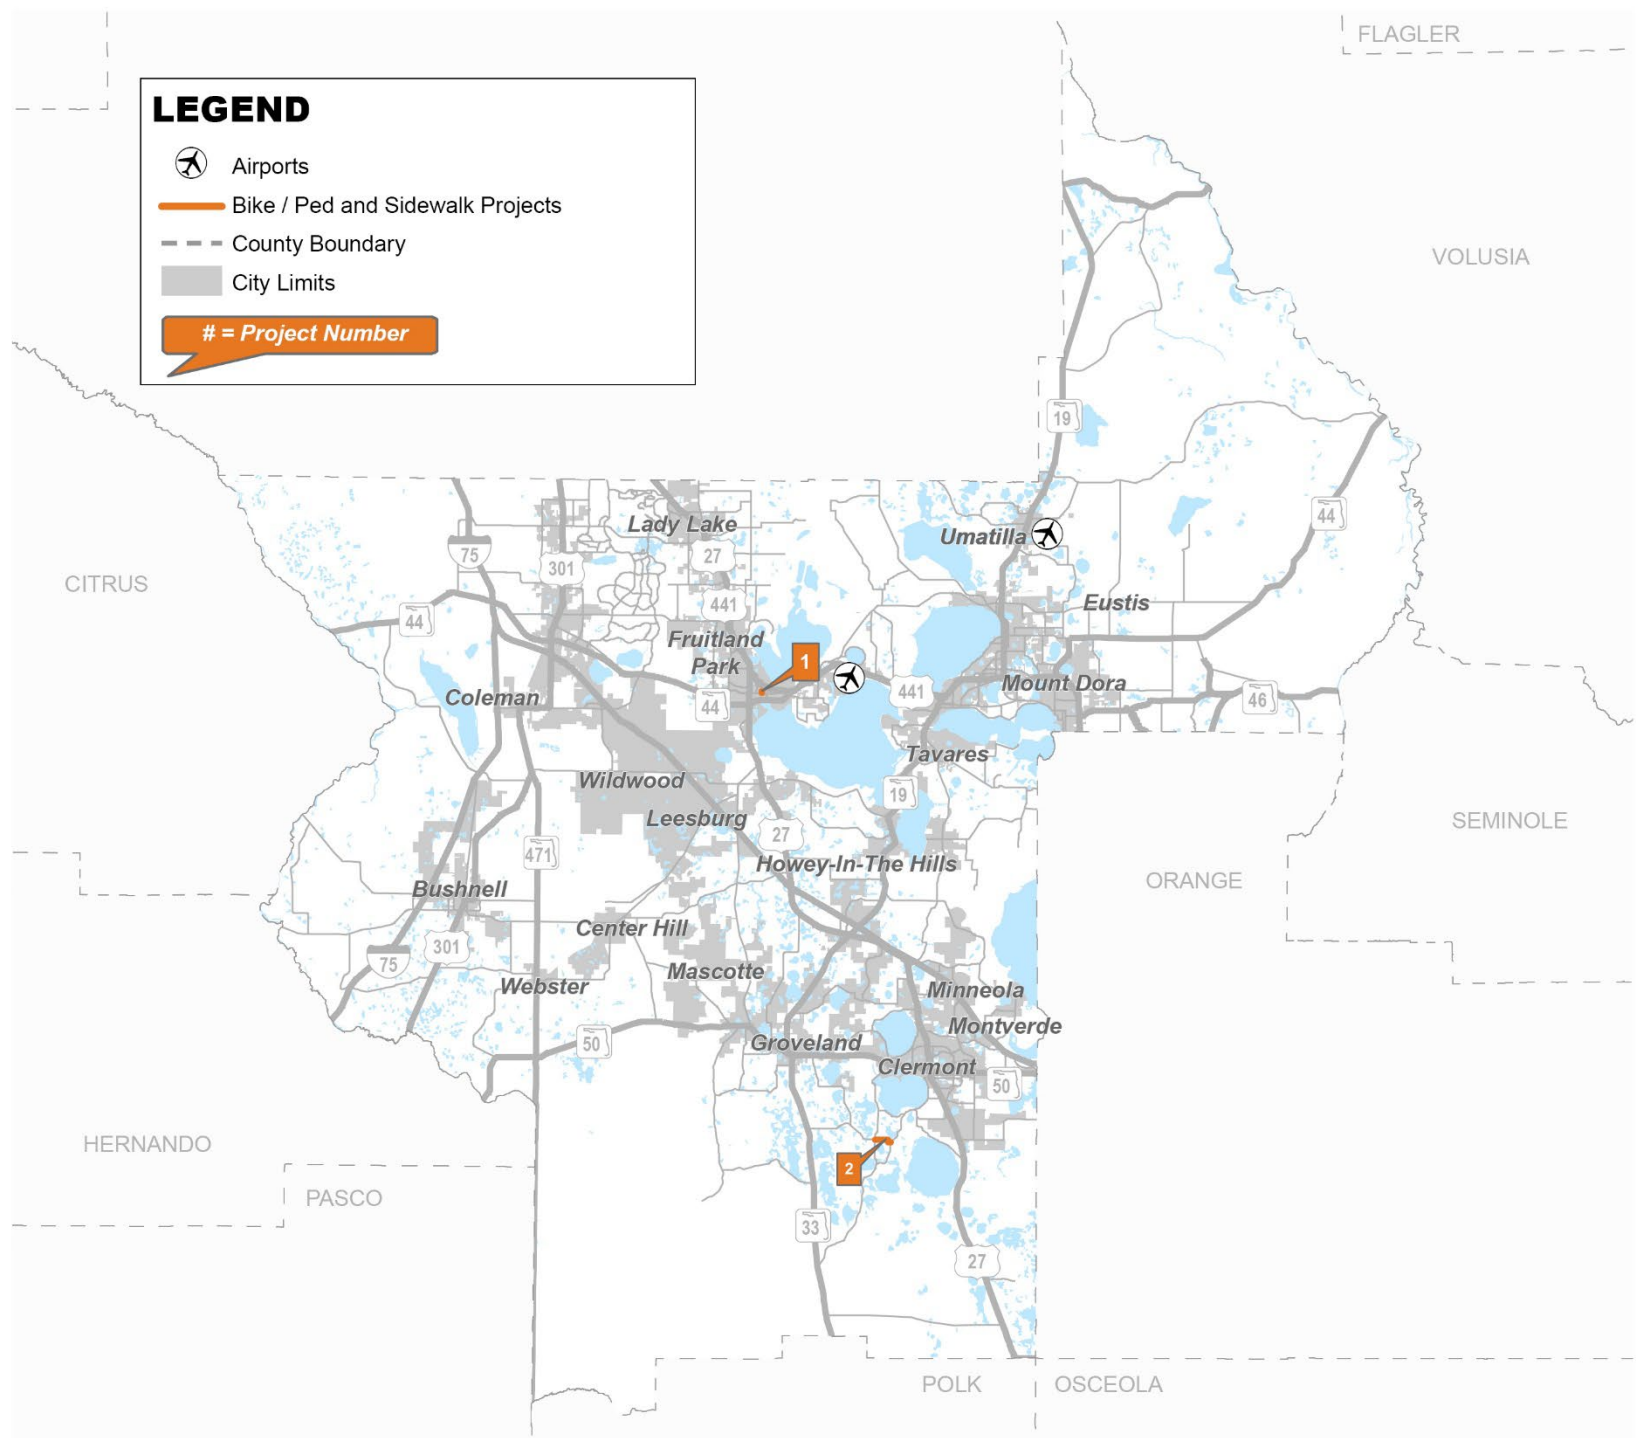 FLAGLER
LEGEND
Airports
Bike / Ped and Sidewalk Projects
County Boundary
City Limits
# = Project Number
VOLUSIA
19
44
Lady Lake
Umatilla
75
27
301
CITRUS
441
Eustis
44
Fruitland
Park
1
Mount Dora
441
Coleman
44
46
Tavares
Wildwood
19
Leesburg
SEMINOLE
27
471
Howey-In-The Hills
ORANGE
Bushnell
Center Hill
301
75
Mascotte
Webster
Minneola
Montverde
50
Groveland
Clermont
50
HERNANDO
2
PASCO
33
27
POLK
OSCEOLA